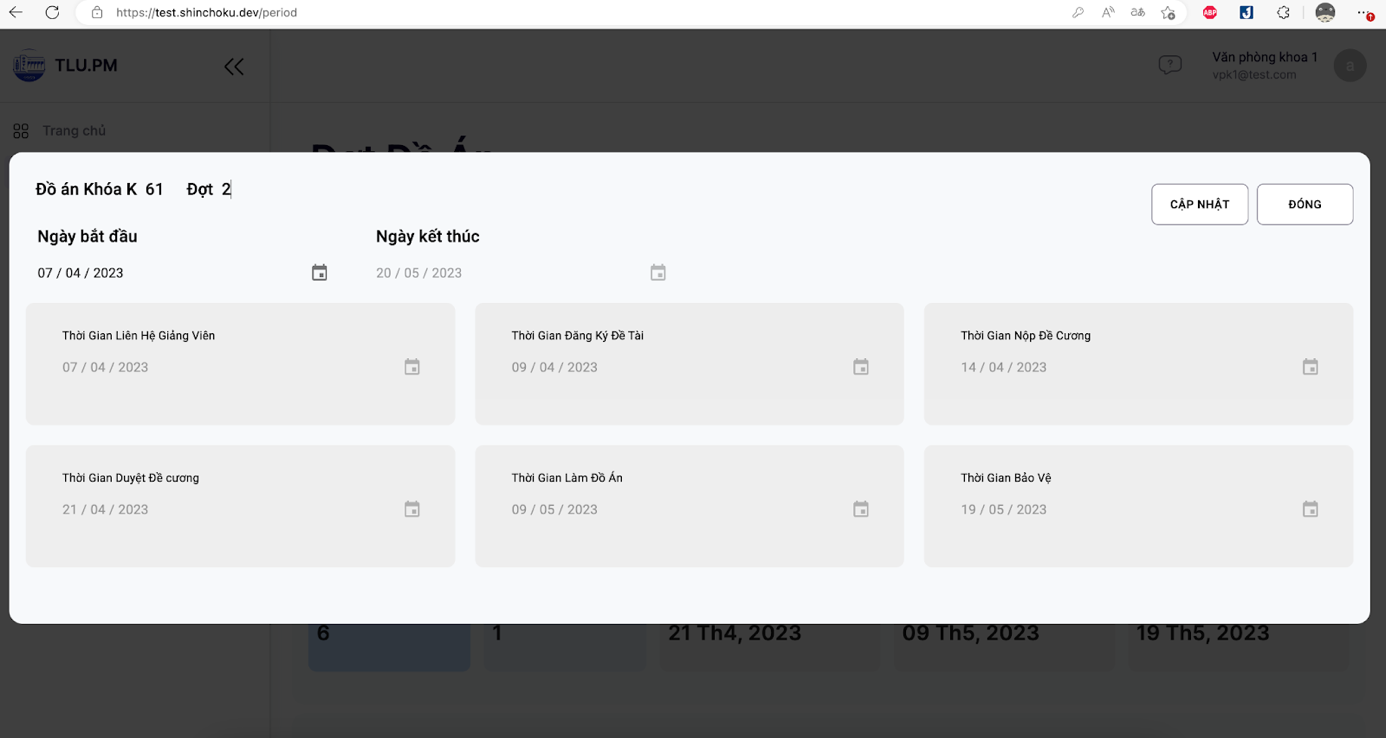 https://test.shinchoku.dev/period
ABP
TLU.PM
Văn phòng khoa 1
vpk1@test.com
a
Trang chủ
Đợt Đồ Án
Đồ án Khóa K 61 Đợt 2
CẬP NHẬT
ĐÓNG
Ngày bắt đầu
Ngày kết thúc
07 / 04 / 2023
20 / 05 / 2023
Thời Gian Liên Hệ Giảng Viên
Thời Gian Đăng Ký Đề Tài
Thời Gian Nộp Đề Cương
07 / 04 / 2023
09 / 04 / 2023
14 / 04 / 2023
Thời Gian Duyệt Đề cương
Thời Gian Làm Đồ Án
Thời Gian Bảo Vệ
21 / 04 / 2023
09 / 05 / 2023
19 / 05 / 2023
6
1
21 Th4, 2023
09 Th5, 2023
19 Th5, 2023